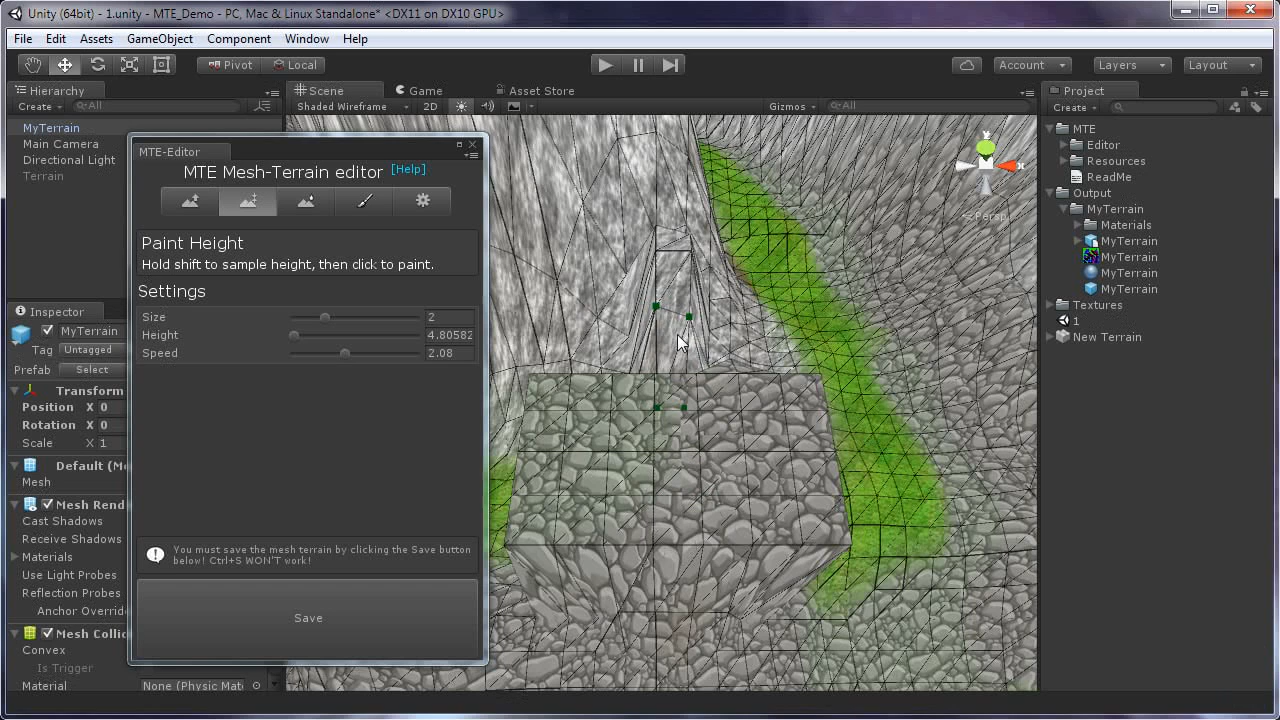 Unity (64bit) - 1.unity - MTE_Demo - PC, Mac & Linux Standalone* <DX11 on DX10 GPU>
File Edit Assets GameObject Component Window Help
Pivot Local Account Layers Layout
Hierarchy
Create All
MyTerrain
Main Camera
Directional Light
Terrain
Inspector
MyTerrain
Tag Untagged
Prefab Select
Transform
Position X 0
Rotation X 0
Scale X 1
Default (Me
Mesh
Mesh Rend
Cast Shadows
Receive Shadows
Materials
Use Light Probes
Reflection Probes
Anchor Override
Mesh Collic
Convex
Is Trigger
Material None (Physic Mate
MTE-Editor
MTE Mesh-Terrain editor [Help]
Paint Height
Hold shift to sample height, then click to paint.
Settings
Size 2
Height 4.80582
Speed 2.08
You must save the mesh terrain by clicking the Save button
below! Ctrl+S WON'T work!
Save
Scene Game Asset Store
Shaded Wireframe 2D Gizmos All
y
x
Persp
Project
Create
MTE
Editor
Resources
ReadMe
Output
MyTerrain
Materials
MyTerrain
MyTerrain
MyTerrain
MyTerrain
Textures
1
New Terrain